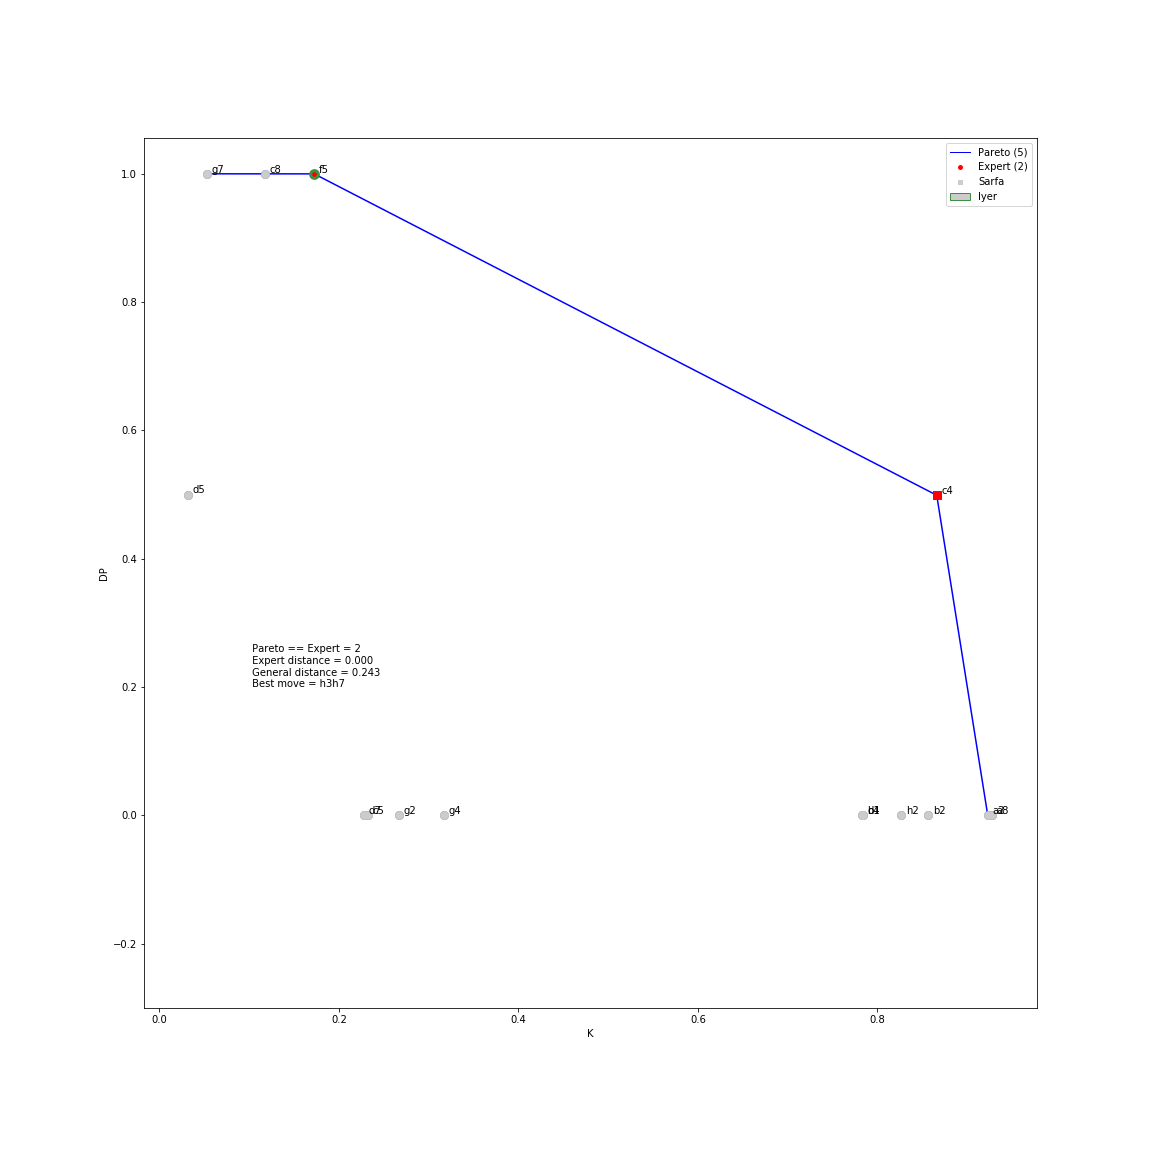 Pareto (5)
Expert (2)
Sarfa
Iyer
g7
c8
f5
d5
c4
Pareto == Expert = 2
Expert distance = 0.000
General distance = 0.243
Best move = h3h7
g2
g4
h2
b2
1.0
0.8
0.6
0.4
0.2
0.0
−0.2
DP
0.0
0.2
0.4
0.6
0.8
K